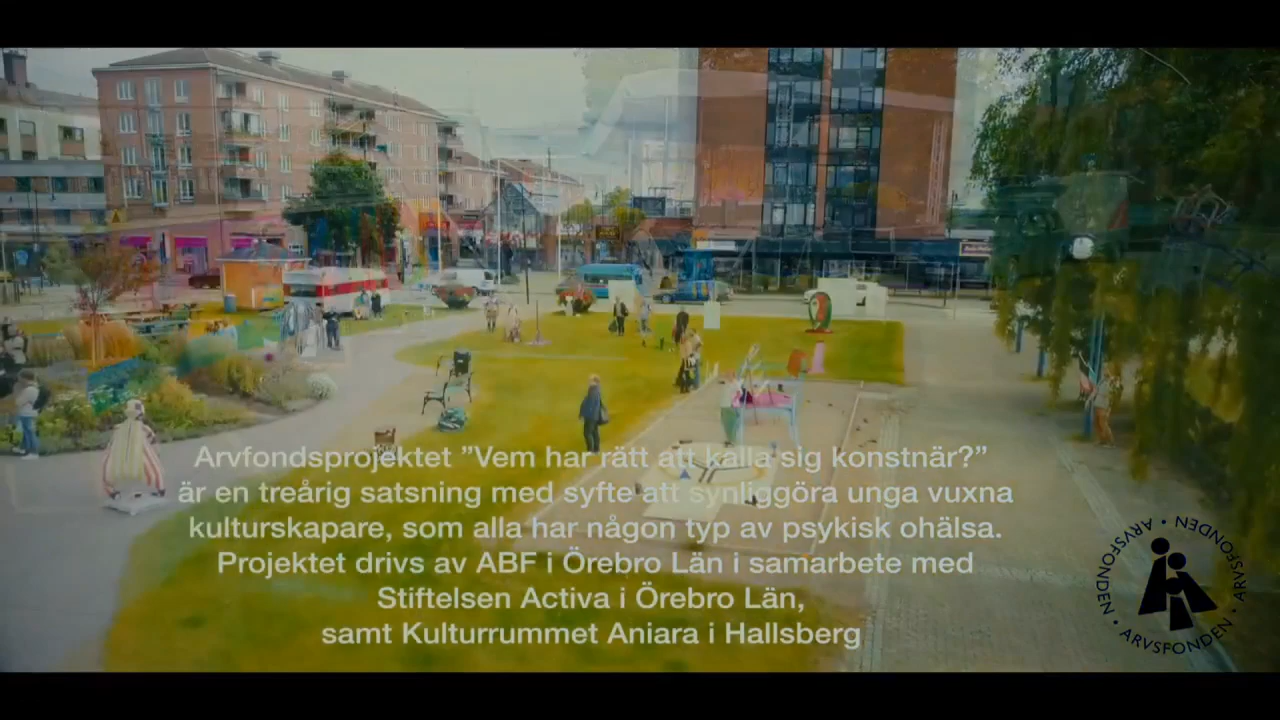 Arvfondsprojektet ”Vem har rätt att kalla sig konstnär?”
är en treårig satsning med syfte att synliggöra unga vuxna
kulturskapare, som alla har någon typ av psykisk ohälsa.
Projektet drivs av ABF i Örebro Län i samarbete med
Stiftelsen Activa i Örebro Län,
samt Kulturrummet Aniara i Hallsberg
ARVSFONDEN • ARVSFONDEN • ARVSFONDEN • ARVSFONDEN •